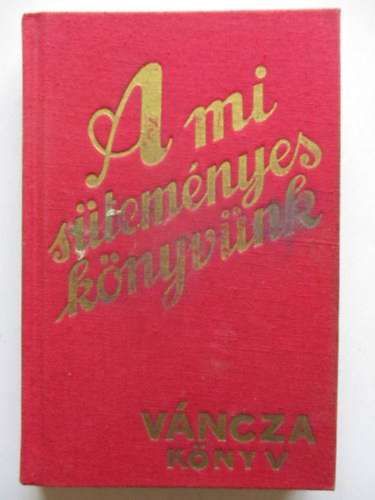 A mi
süteményes
könyvünk
VÁNCZA
KÖNYV